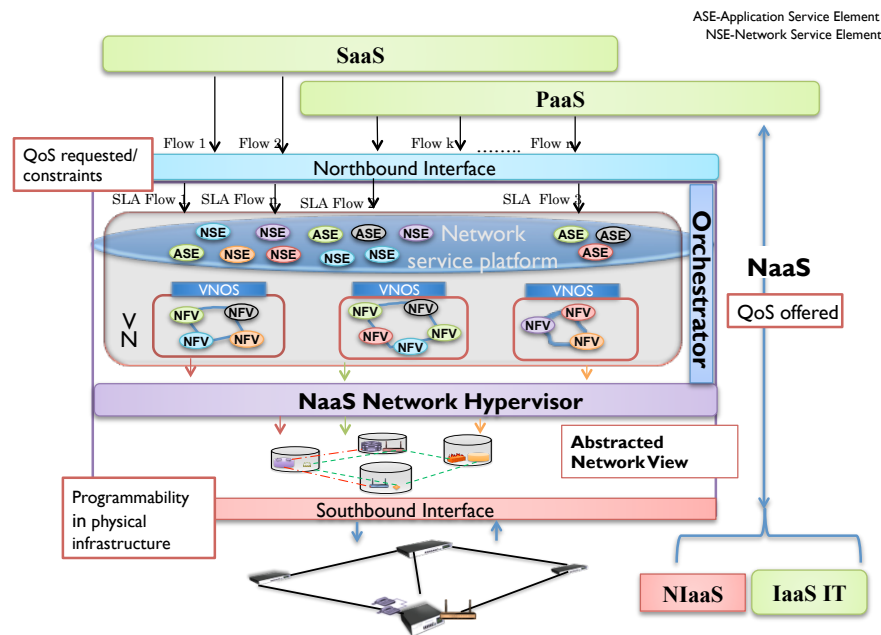 ASE-Application Service Element
NSE-Network Service Element
SaaS
PaaS
Flow 1
Flow 2
Flow k
........
Flow n
QoS requested/
constraints
Northbound Interface
SLA Flow 1
SLA Flow n
SLA Flow
SLA Flow 3
NSE
NSE
ASE
ASE
NSE
ASE
ASE
ASE
NSE
NSE
NSE
NSE
ASE
Network
service platform
Orchestrator
NaaS
QoS offered
VNOS
VNOS
VNOS
VN
NFV
NFV
NFV
NFV
NFV
NFV
NFV
NFV
NFV
NFV
NFV
NFV
NaaS Network Hypervisor
Abstracted
Network View
Programmability
in physical
infrastructure
Southbound Interface
NIaaS
IaaS IT